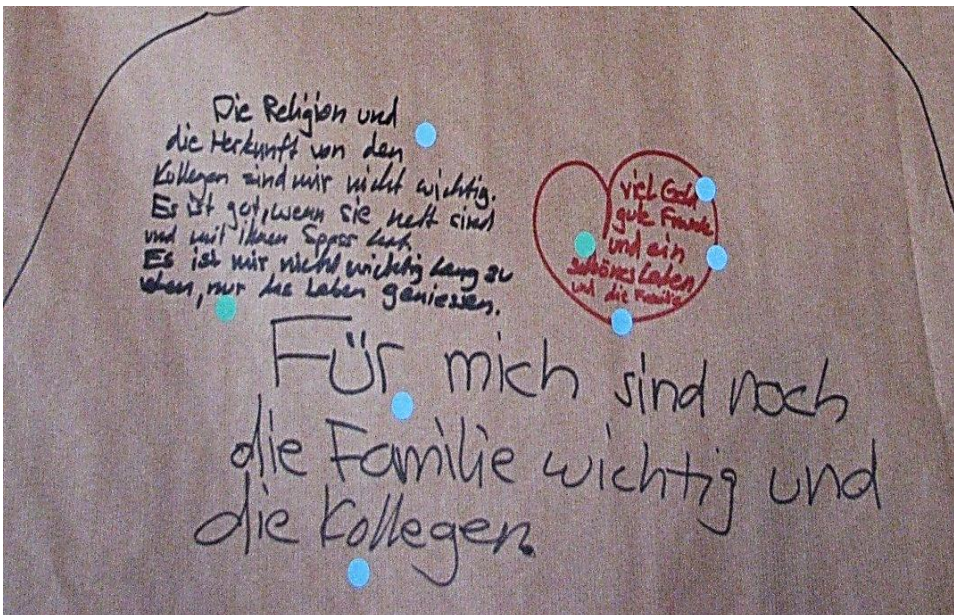 Die Religion und
die Herkunft von den
Kollegen sind mir nicht wichtig.
Es ist gut, wenn sie nett sind
und mit ihnen Spass hat.
Es ist mir nicht wichtig lang zu
leben, nur das Leben geniessen.
viel Geld
gute Freunde
und ein
schönes Leben
und die Familie
Für mich sind noch
die Familie wichtig und
die Kollegen.